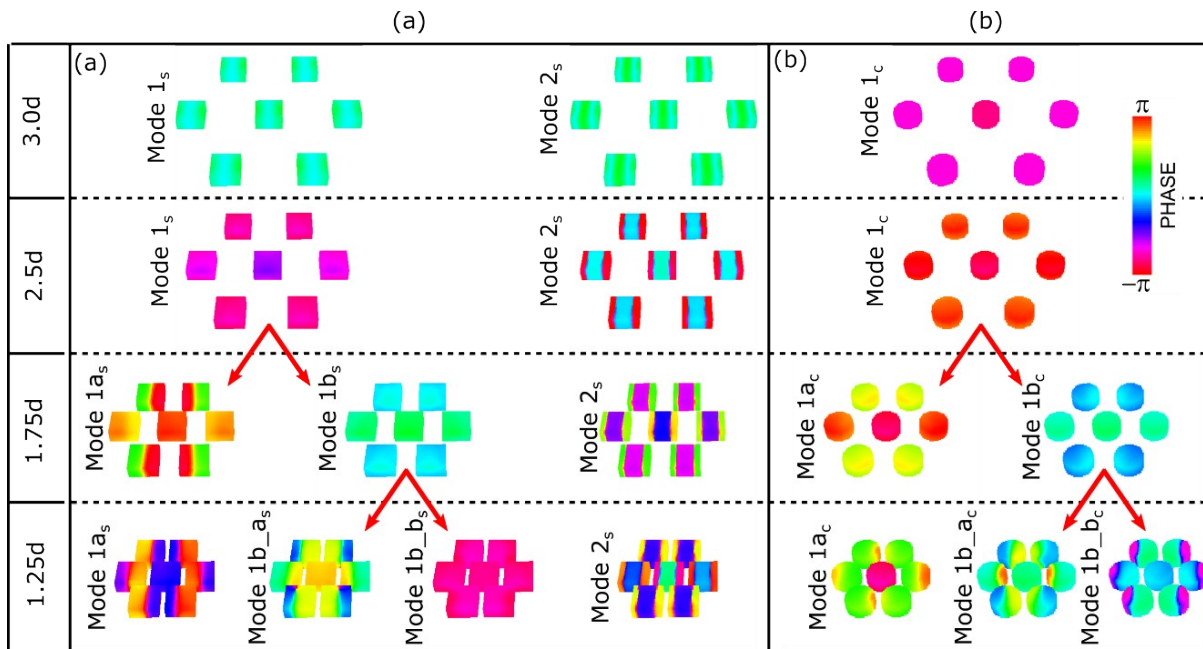 (a) (b)
3.0d
(a)
Mode 1s
Mode 2s
(b)
Mode 1c
π
PHASE
−π
2.5d
Mode 1s
Mode 2s
Mode 1c
1.75d
Mode 1as
Mode 1bs
Mode 2s
Mode 1ac
Mode 1bc
1.25d
Mode 1as
Mode 1b_as
Mode 1b_bs
Mode 2s
Mode 1ac
Mode 1b_ac
Mode 1b_bc